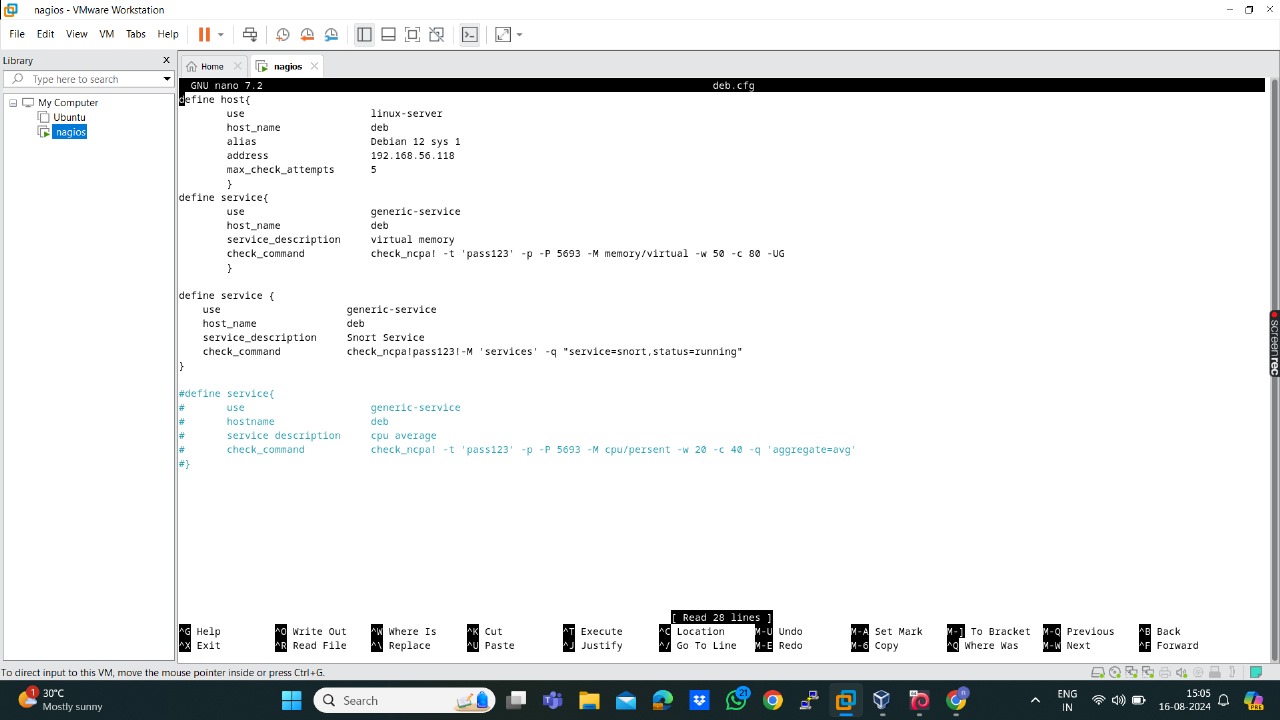 nagios - VMware Workstation
File Edit View VM Tabs Help
Library
Type here to search
My Computer
Ubuntu
nagios
Home nagios
GNU nano 7.2 deb.cfg
define host{
use linux-server
host_name deb
alias Debian 12 sys 1
address 192.168.56.118
max_check_attempts 5
}
define service{
use generic-service
host_name deb
service_description virtual memory
check_command check_ncpa! -t 'pass123' -p -P 5693 -M memory/virtual -w 50 -c 80 -UG
}
define service {
use generic-service
host_name deb
service_description Snort Service
check_command check_ncpa!pass123!-M 'services' -q "service=snort,status=running"
}
#define service{
# use generic-service
# hostname deb
# service description cpu average
# check_command check_ncpa! -t 'pass123' -p -P 5693 -M cpu/persent -w 20 -c 40 -q 'aggregate=avg'
#}
[ Read 28 lines ]
^G Help ^O Write Out ^W Where Is ^K Cut ^T Execute ^C Location M-U Undo M-A Set Mark M-] To Bracket M-Q Previous ^B Back
^X Exit ^R Read File ^\ Replace ^U Paste ^J Justify ^/ Go To Line M-E Redo M-6 Copy ^Q Where Was M-W Next ^F Forward
screenrec
To direct input to this VM, move the mouse pointer inside or press Ctrl+G.
1 30°C
Mostly sunny
Search
21
ENG
IN
15:05
16-08-2024
PRE